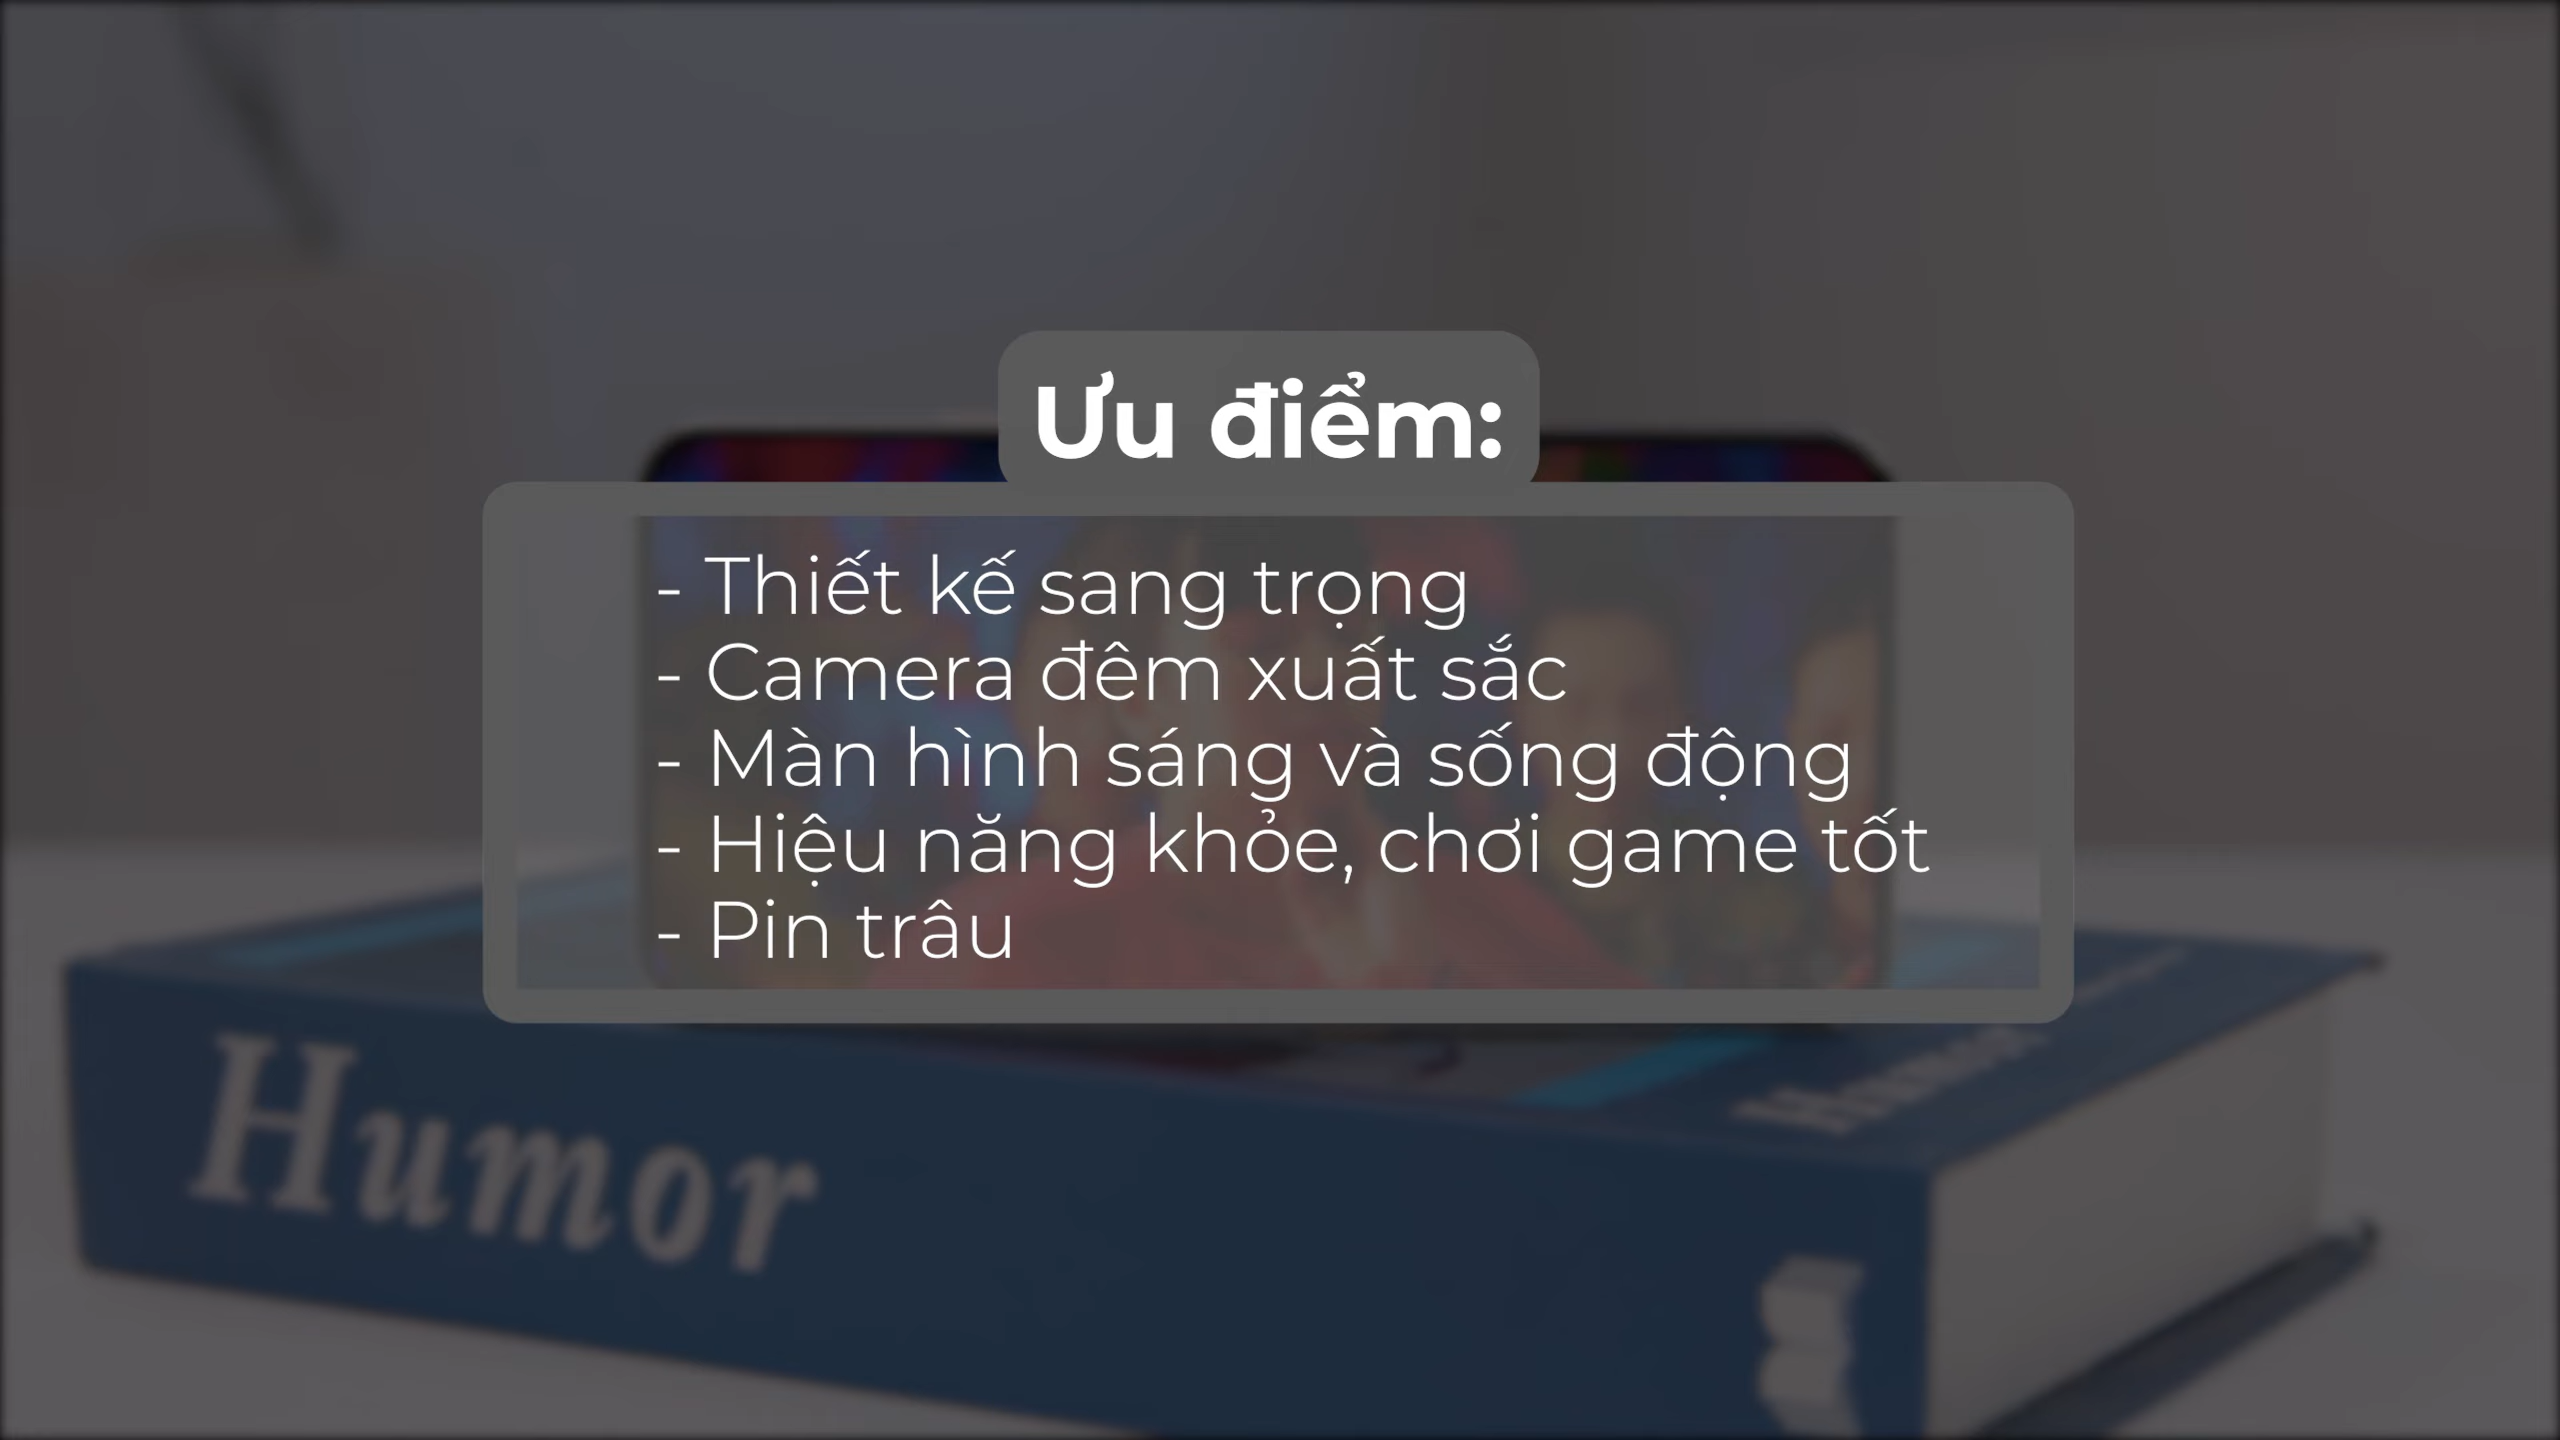 Ưu điểm:
- Thiết kế sang trọng
- Camera đêm xuất sắc
- Màn hình sáng và sống động
- Hiệu năng khỏe, chơi game tốt
- Pin trâu
Humor